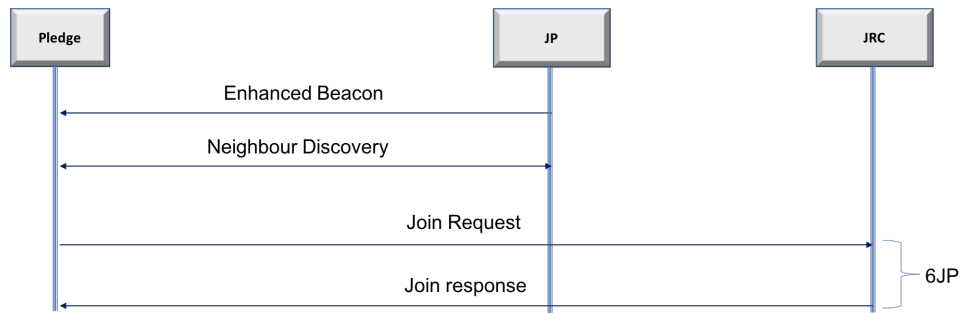 Pledge
JP
JRC
Enhanced Beacon
Neighbour Discovery
Join Request
Join response
6JP